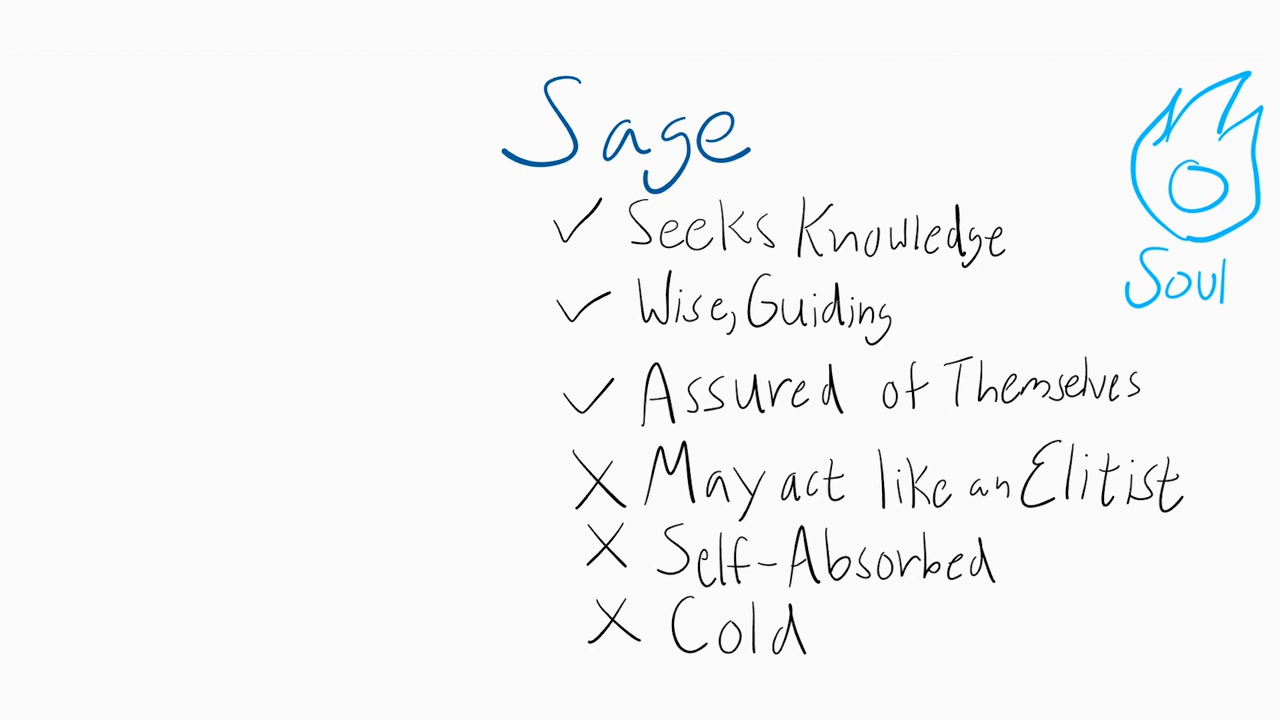 Sage
✓ Seeks Knowledge
✓ Wise, Guiding
✓ Assured of Themselves
X May act like an Elitist
X Self-Absorbed
X Cold
Soul